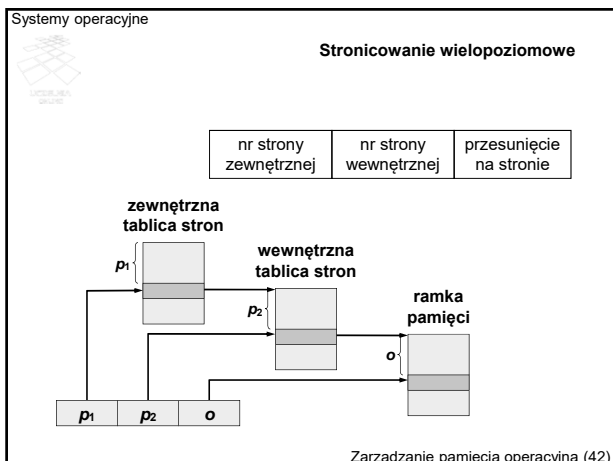 Systemy operacyjne
Stronicowanie wielopoziomowe
nr strony zewnętrznej
nr strony wewnętrznej
przesunięcie na stronie
zewnętrzna
tablica stron
wewnętrzna
tablica stron
ramka
pamięci
p1
p2
o
p1 p2 o
Zarządzanie pamięcią operacyjną (42)